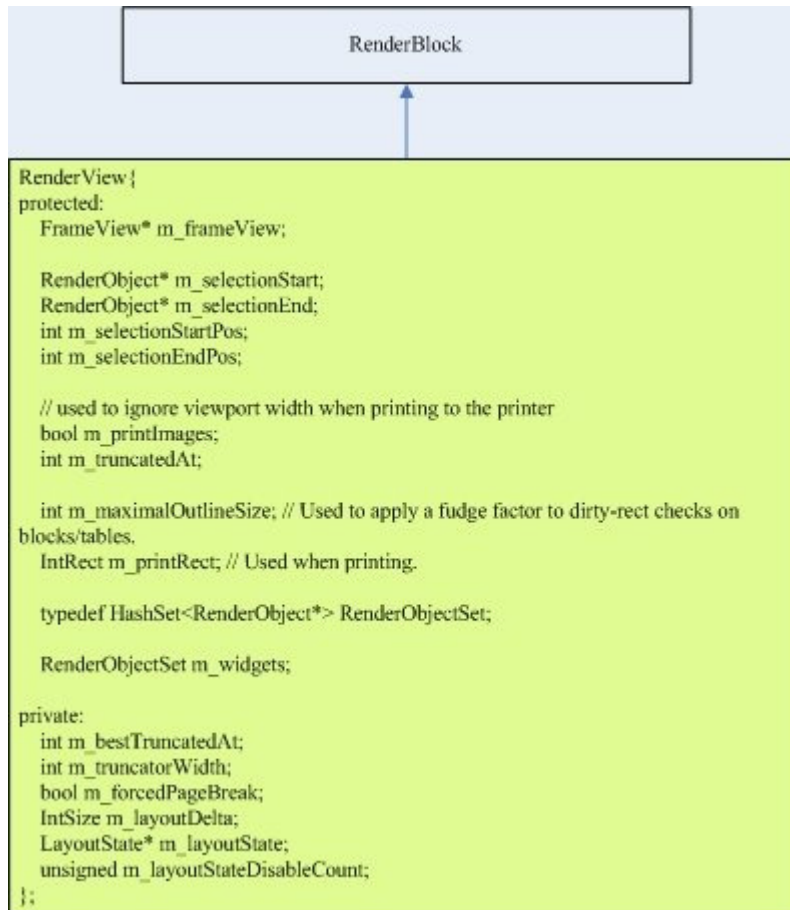 RenderBlock
RenderView{
protected:
FrameView* m_frameView;
RenderObject* m_selectionStart;
RenderObject* m_selectionEnd;
int m_selectionStartPos;
int m_selectionEndPos;
// used to ignore viewport width when printing to the printer
bool m_printImages;
int m_truncatedAt;
int m_maximalOutlineSize; // Used to apply a fudge factor to dirty-rect checks on
blocks/tables.
IntRect m_printRect; // Used when printing.
typedef HashSet<RenderObject*> RenderObjectSet;
RenderObjectSet m_widgets;
private:
int m_bestTruncatedAt;
int m_truncatorWidth;
bool m_forcedPageBreak;
IntSize m_layoutDelta;
LayoutState* m_layoutState;
unsigned m_layoutStateDisableCount;
};